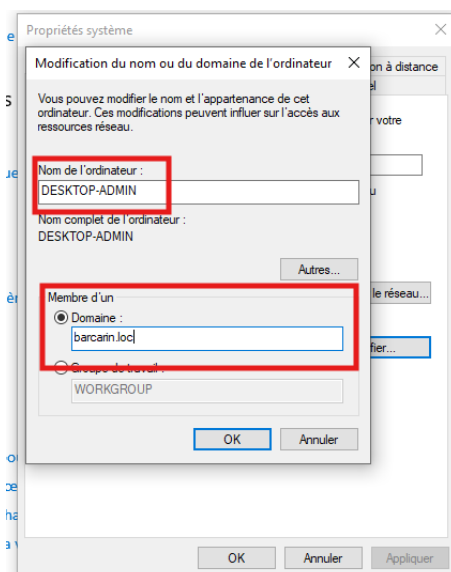 Propriétés système
Modification du nom ou du domaine de l'ordinateur
Vous pouvez modifier le nom et l'appartenance de cet
ordinateur. Ces modifications peuvent influer sur l'accès aux
ressources réseau.
Nom de l'ordinateur :
DESKTOP-ADMIN
Nom complet de l'ordinateur :
DESKTOP-ADMIN
Autres...
Membre d'un
Domaine :
barcarin.loc
Groupe de travail :
WORKGROUP
OK Annuler
à distance
votre
le réseau...
OK Annuler Appliquer